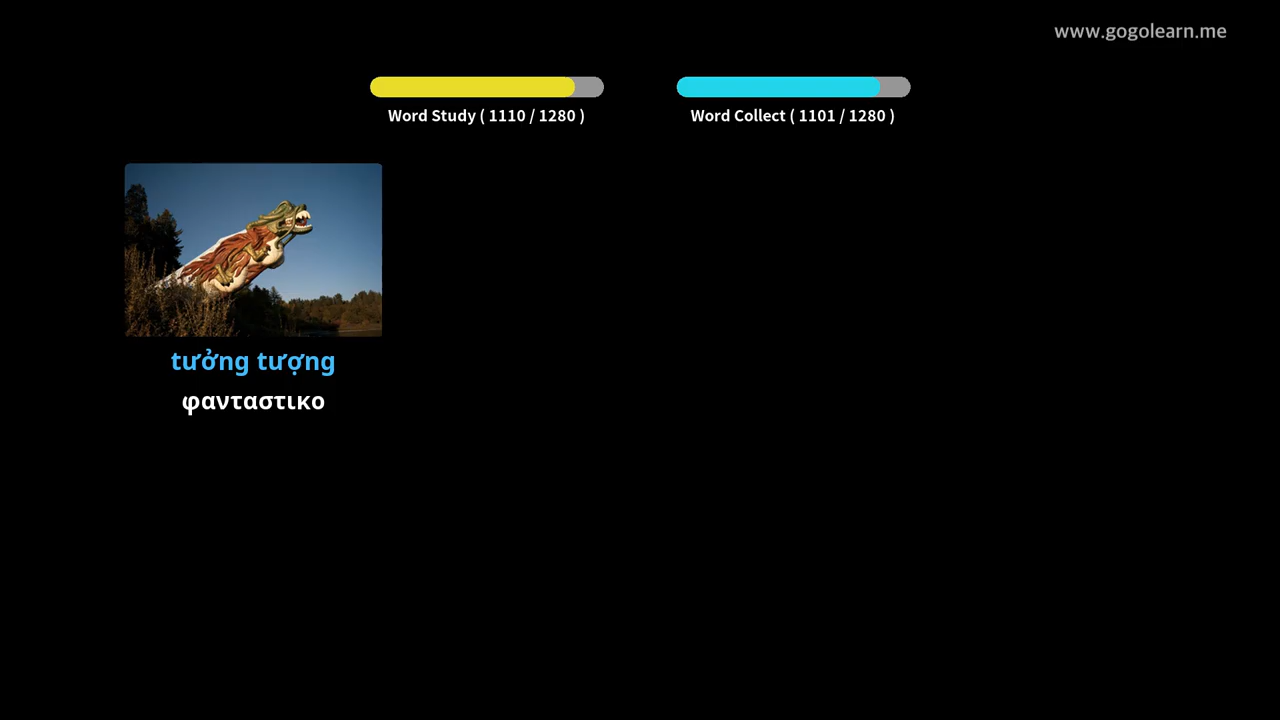 www.gogolearn.me
Word Study ( 1110 / 1280 )
Word Collect ( 1101 / 1280 )
tưởng tượng
φανταστικο